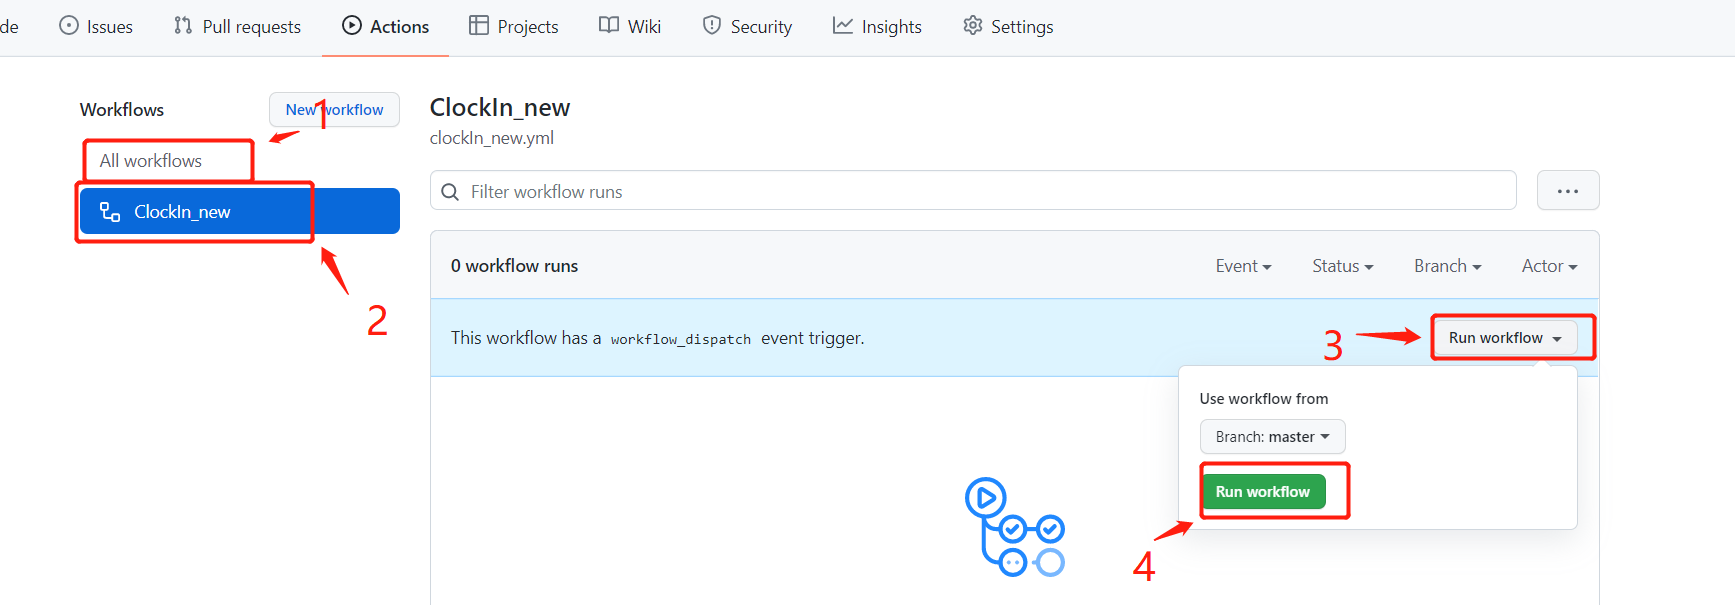 de Issues Pull requests Actions Projects Wiki Security Insights Settings
Workflows New workflow
1
All workflows
ClockIn_new
2
ClockIn_new
clockIn_new.yml
Filter workflow runs
0 workflow runs Event Status Branch Actor
This workflow has a workflow_dispatch event trigger.
3 Run workflow
Use workflow from
Branch: master
Run workflow
4